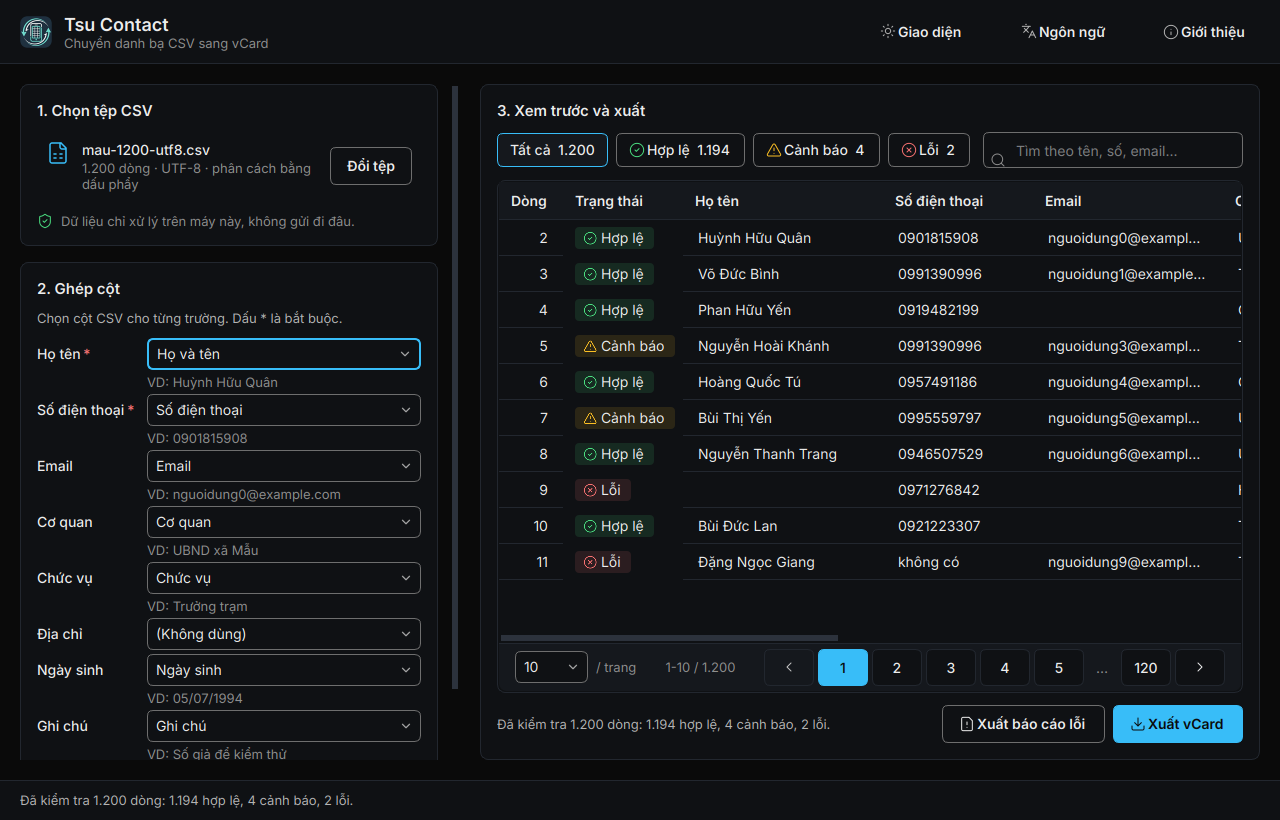 Tsu Contact
Chuyển danh bạ CSV sang vCard
Giao diện
Ngôn ngữ
Giới thiệu
1. Chọn tệp CSV
mau-1200-utf8.csv
1.200 dòng · UTF-8 · phân cách bằng
dấu phẩy
Đổi tệp
Dữ liệu chỉ xử lý trên máy này, không gửi đi đâu.
2. Ghép cột
Chọn cột CSV cho từng trường. Dấu * là bắt buộc.
Họ tên * Họ và tên
VD: Huỳnh Hữu Quân
Số điện thoại * Số điện thoại
VD: 0901815908
Email Email
VD: nguoidung0@example.com
Cơ quan Cơ quan
VD: UBND xã Mẫu
Chức vụ Chức vụ
VD: Trưởng trạm
Địa chỉ (Không dùng)
Ngày sinh Ngày sinh
VD: 05/07/1994
Ghi chú Ghi chú
VD: Số giả để kiểm thử
3. Xem trước và xuất
Tất cả 1.200 Hợp lệ 1.194 Cảnh báo 4 Lỗi 2 Tìm theo tên, số, email...
Dòng Trạng thái Họ tên Số điện thoại Email
2 Hợp lệ Huỳnh Hữu Quân 0901815908 nguoidung0@exampl...
3 Hợp lệ Võ Đức Bình 0991390996 nguoidung1@example...
4 Hợp lệ Phan Hữu Yến 0919482199
5 Cảnh báo Nguyễn Hoài Khánh 0991390996 nguoidung3@exampl...
6 Hợp lệ Hoàng Quốc Tú 0957491186 nguoidung4@exampl...
7 Cảnh báo Bùi Thị Yến 0995559797 nguoidung5@exampl...
8 Hợp lệ Nguyễn Thanh Trang 0946507529 nguoidung6@exampl...
9 Lỗi 0971276842
10 Hợp lệ Bùi Đức Lan 0921223307
11 Lỗi Đặng Ngọc Giang không có nguoidung9@exampl...
10 / trang 1-10 / 1.200 1 2 3 4 5 ... 120
Đã kiểm tra 1.200 dòng: 1.194 hợp lệ, 4 cảnh báo, 2 lỗi.
Xuất báo cáo lỗi
Xuất vCard
Đã kiểm tra 1.200 dòng: 1.194 hợp lệ, 4 cảnh báo, 2 lỗi.